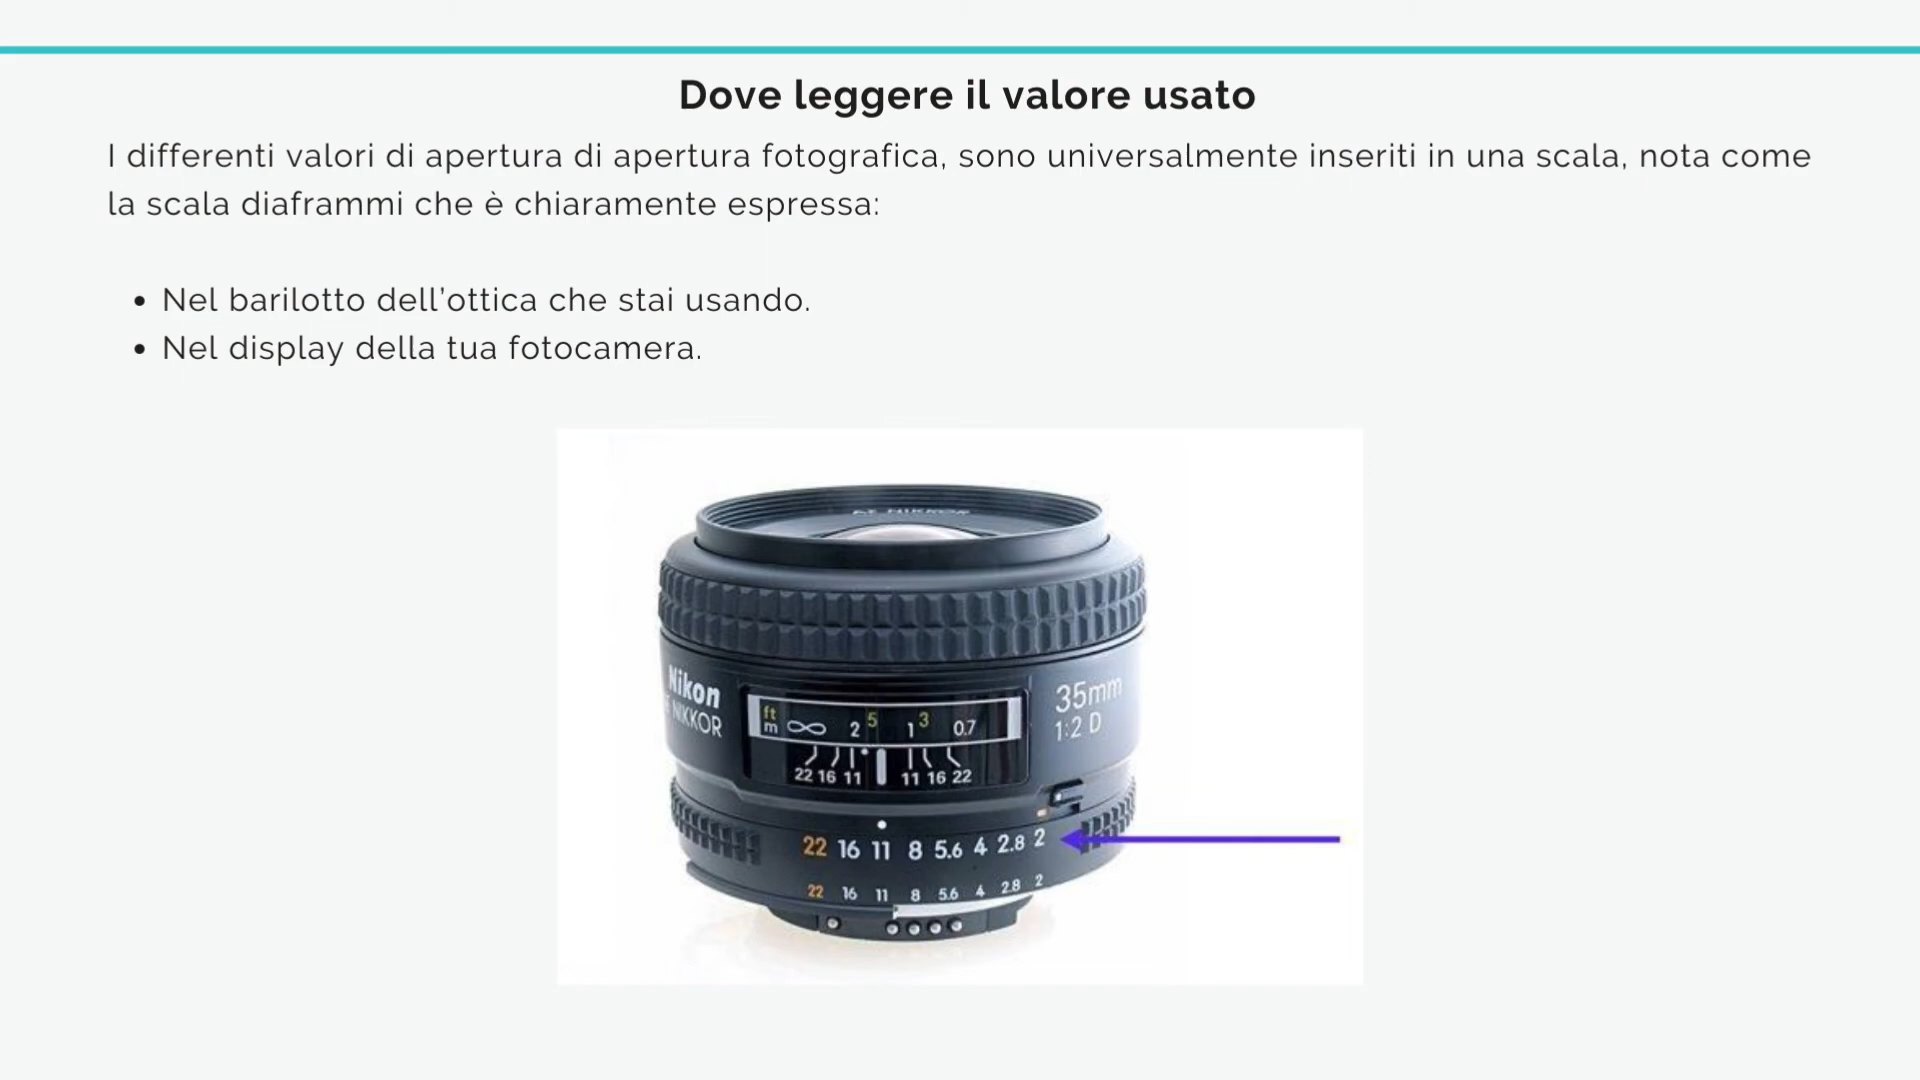 Dove leggere il valore usato
I differenti valori di apertura di apertura fotografica, sono universalmente inseriti in una scala, nota come
la scala diaframmi che è chiaramente espressa:
• Nel barilotto dell'ottica che stai usando.
• Nel display della tua fotocamera.
AF NIKKOR
Nikon
NIKKOR
35mm
1:2 D
ft 5 3
m ∞ 2 1 0.7
22 16 11 11 16 22
22 16 11 8 5.6 4 2.8 2
22 16 11 8 5.6 4 2.8 2